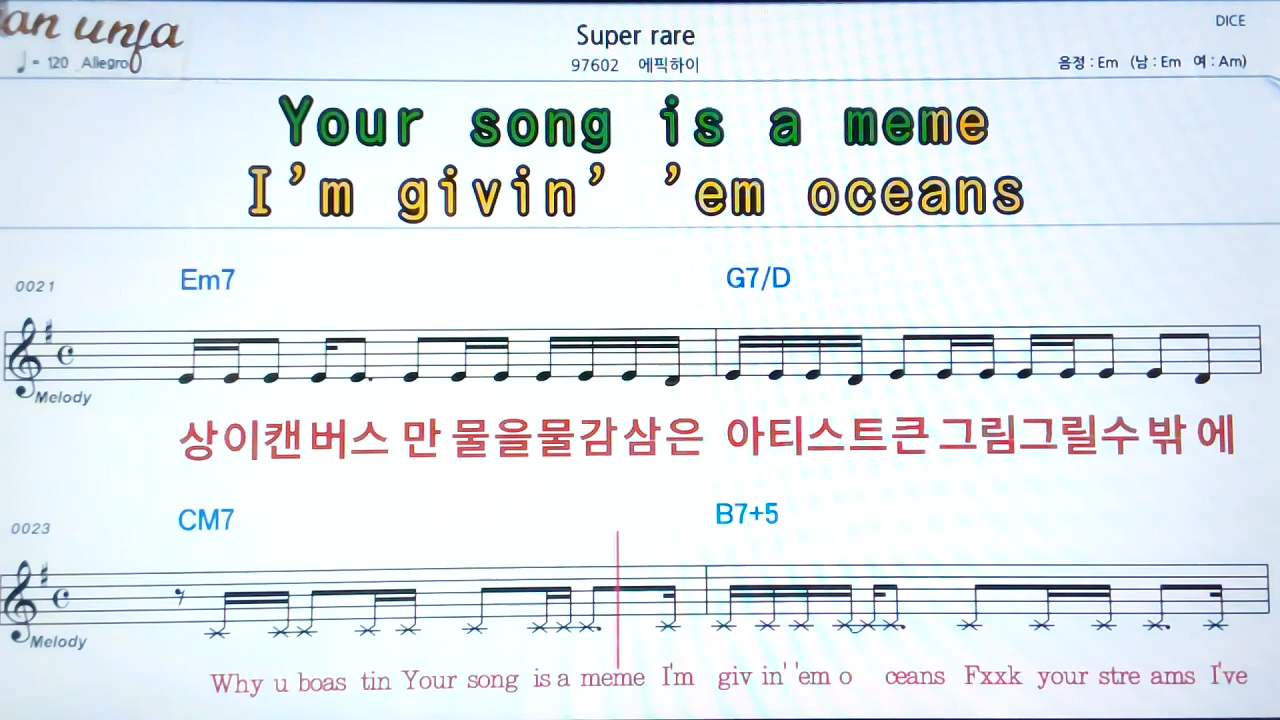 an unfa
DICE
Super rare
♩= 120 Allegro
97602 에픽하이
음정 : Em (남 : Em 여 : Am)
Your song is a meme
I'm givin' 'em oceans
Em7 G7/D
0021
Melody
상이캔버스 만 물을물감삼은 아티스트큰그림그릴수밖에
CM7 B7+5
0023
Melody
Why u boas tin Your song is a meme I'm giv in' 'em o ceans Fxxk your stre ams I've